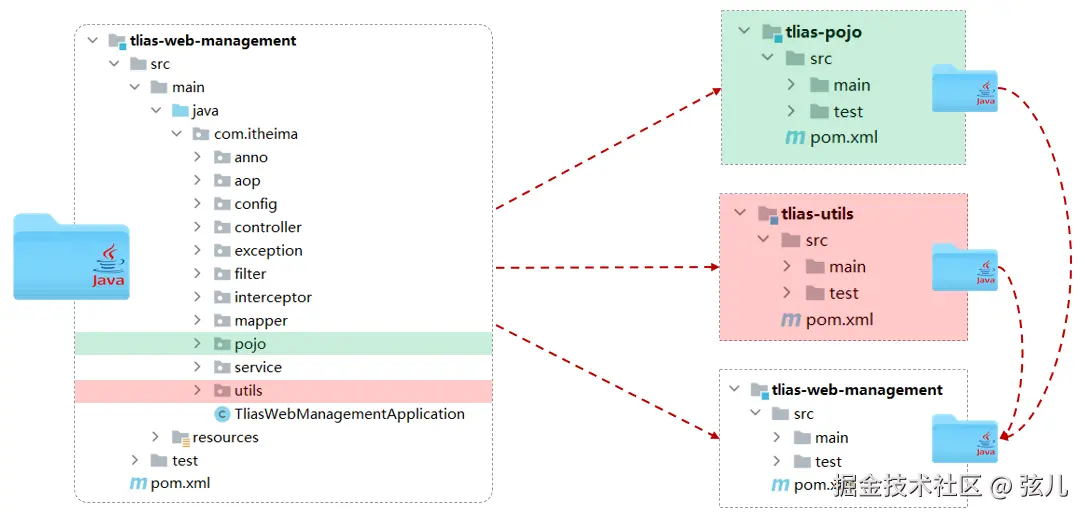 tlias-web-management
src
main
java
com.itheima
anno
aop
config
controller
exception
filter
interceptor
mapper
pojo
service
utils
C TliasWebManagementApplication
resources
test
m pom.xml
Java
tlias-pojo
src
main
test
m pom.xml
Java
tlias-utils
src
main
test
m pom.xml
Java
tlias-web-management
src
main
test
m pom.xml
Java
掘金技术社区 @ 弦儿